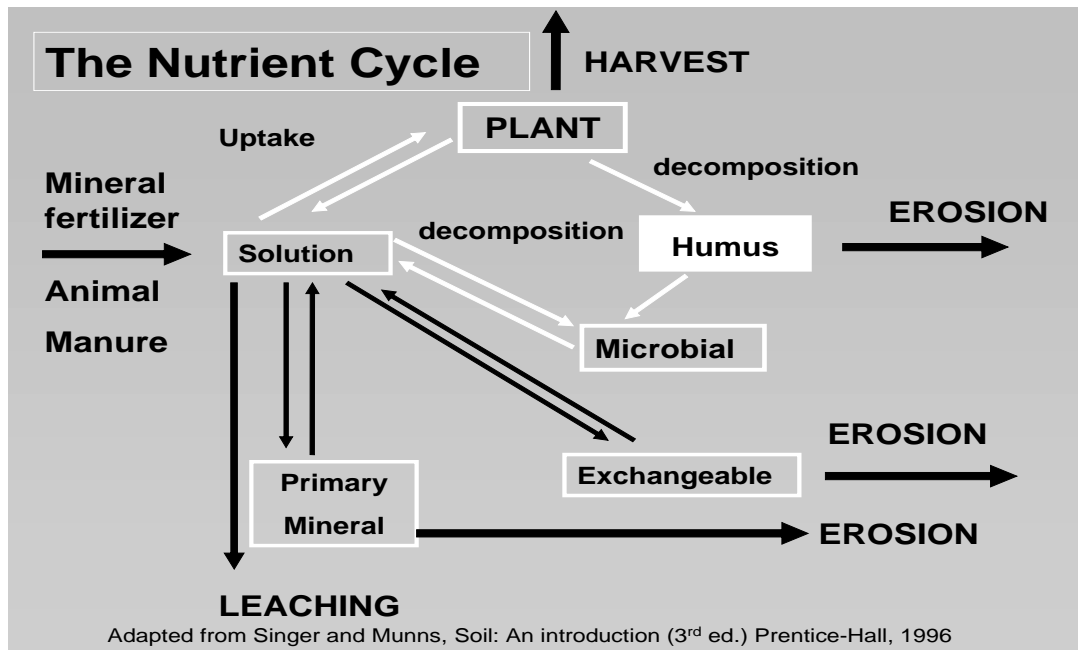 The Nutrient Cycle
HARVEST
PLANT
Uptake
decomposition
Mineral
fertilizer
EROSION
decomposition
Solution
Humus
Animal
Manure
Microbial
EROSION
Exchangeable
Primary
Mineral
EROSION
LEACHING
Adapted from Singer and Munns, Soil: An introduction (3rd ed.) Prentice-Hall, 1996